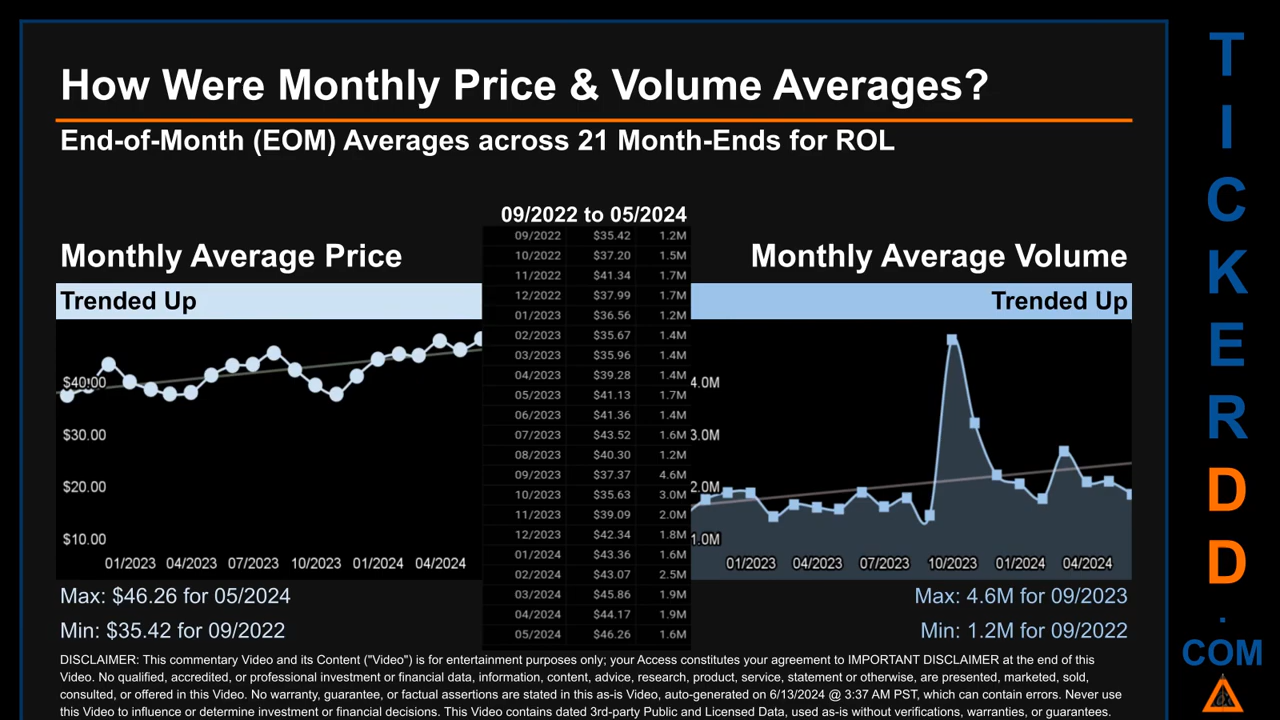 How Were Monthly Price & Volume Averages?
End-of-Month (EOM) Averages across 21 Month-Ends for ROL
09/2022 to 05/2024
Monthly Average Price
Trended Up
$40.00
$30.00
$20.00
$10.00
01/2023 04/2023 07/2023 10/2023 01/2024 04/2024
Max: $46.26 for 05/2024
Min: $35.42 for 09/2022
09/2022 $35.42 1.2M
10/2022 $37.20 1.5M
11/2022 $41.34 1.7M
12/2022 $37.99 1.7M
01/2023 $36.56 1.2M
02/2023 $35.67 1.4M
03/2023 $35.96 1.4M
04/2023 $39.28 1.4M
05/2023 $41.13 1.7M
06/2023 $41.36 1.4M
07/2023 $43.52 1.6M
08/2023 $40.30 1.2M
09/2023 $37.37 4.6M
10/2023 $35.63 3.0M
11/2023 $39.09 2.0M
12/2023 $42.34 1.8M
01/2024 $43.36 1.6M
02/2024 $43.07 2.5M
03/2024 $45.86 1.9M
04/2024 $44.17 1.9M
05/2024 $46.26 1.6M
Monthly Average Volume
Trended Up
4.0M
3.0M
2.0M
1.0M
01/2023 04/2023 07/2023 10/2023 01/2024 04/2024
Max: 4.6M for 09/2023
Min: 1.2M for 09/2022
DISCLAIMER: This commentary Video and its Content ("Video") is for entertainment purposes only; your Access constitutes your agreement to IMPORTANT DISCLAIMER at the end of this
Video. No qualified, accredited, or professional investment or financial data, information, content, advice, research, product, service, statement or otherwise, are presented, marketed, sold,
consulted, or offered in this Video. No warranty, guarantee, or factual assertions are stated in this as-is Video, auto-generated on 6/13/2024 @ 3:37 AM PST, which can contain errors. Never use
this Video to influence or determine investment or financial decisions. This Video contains dated 3rd-party Public and Licensed Data, used as-is without verifications, warranties, or guarantees.
T
I
C
K
E
R
D
D
.
COM